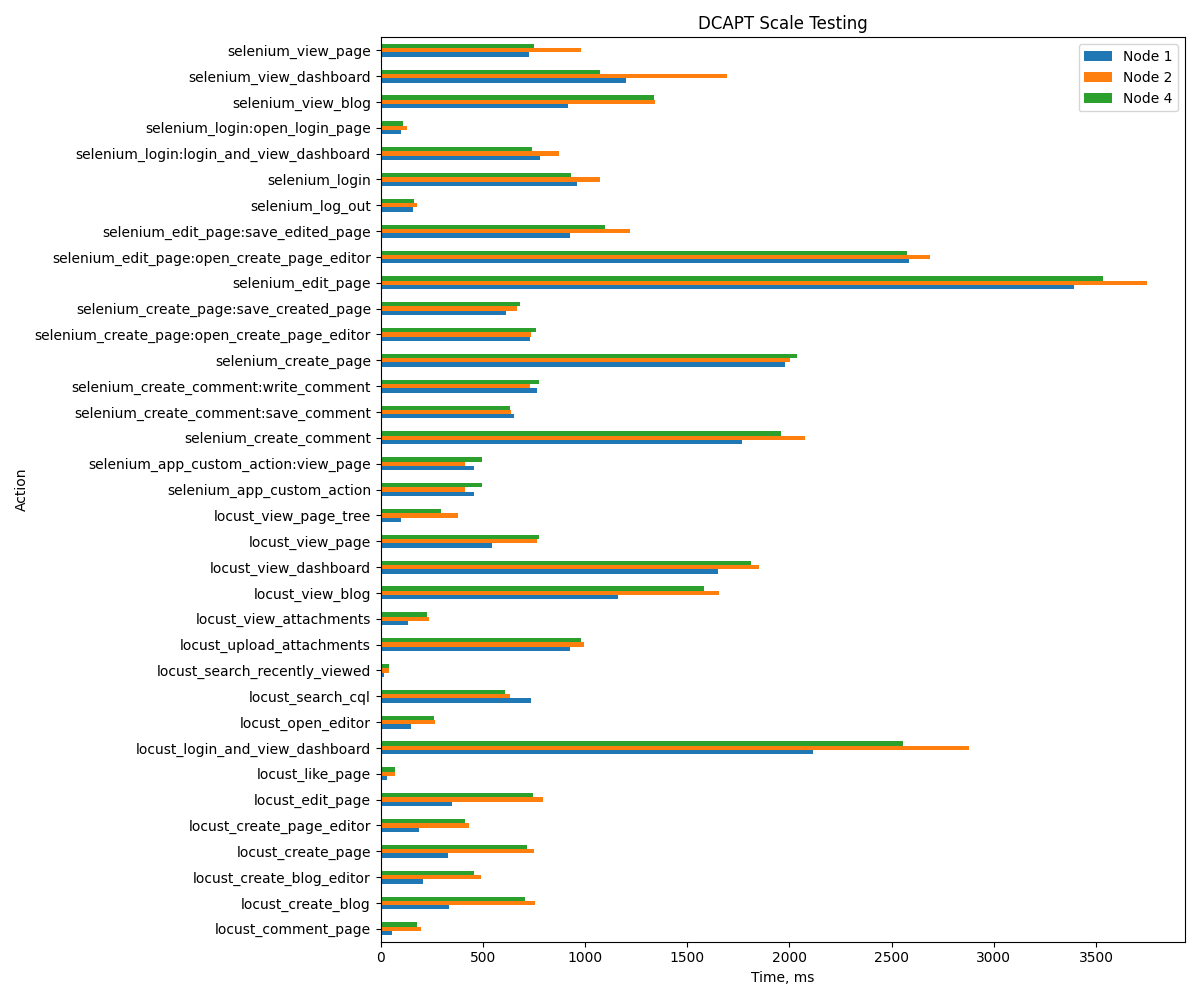 DCAPT Scale Testing
Node 1
Node 2
Node 4
selenium_view_page
selenium_view_dashboard
selenium_view_blog
selenium_login:open_login_page
selenium_login:login_and_view_dashboard
selenium_login
selenium_log_out
selenium_edit_page:save_edited_page
selenium_edit_page:open_create_page_editor
selenium_edit_page
selenium_create_page:save_created_page
selenium_create_page:open_create_page_editor
selenium_create_page
selenium_create_comment:write_comment
selenium_create_comment:save_comment
selenium_create_comment
selenium_app_custom_action:view_page
selenium_app_custom_action
locust_view_page_tree
locust_view_page
locust_view_dashboard
locust_view_blog
locust_view_attachments
locust_upload_attachments
locust_search_recently_viewed
locust_search_cql
locust_open_editor
locust_login_and_view_dashboard
locust_like_page
locust_edit_page
locust_create_page_editor
locust_create_page
locust_create_blog_editor
locust_create_blog
locust_comment_page
Action
0 500 1000 1500 2000 2500 3000 3500
Time, ms